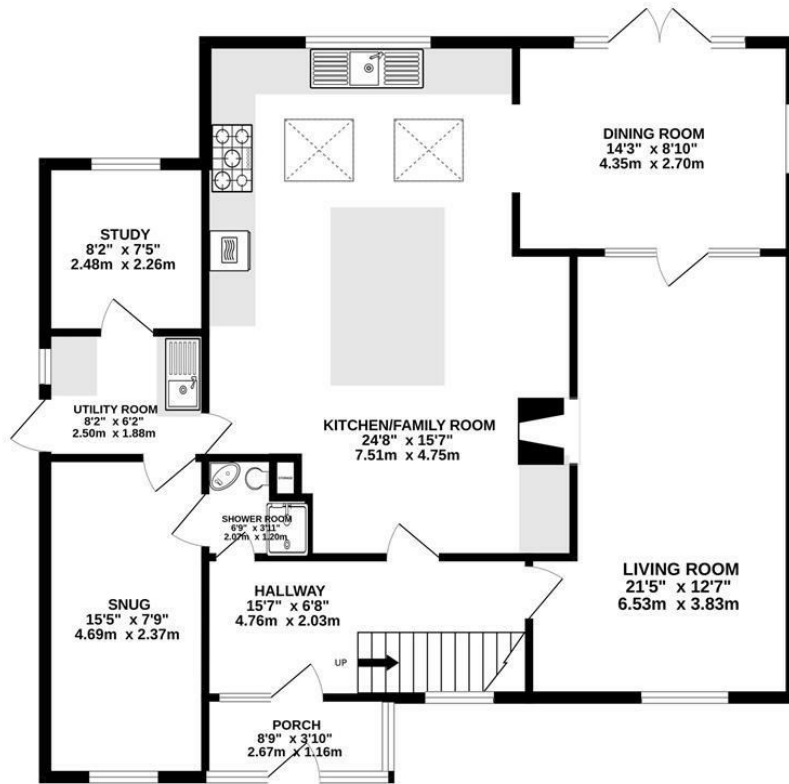 DINING ROOM
14'3" x 8'10"
4.35m x 2.70m
STUDY
8'2" x 7'5"
2.48m x 2.26m
UTILITY ROOM
8'2" x 6'2"
2.50m x 1.88m
KITCHEN/FAMILY ROOM
24'8" x 15'7"
7.51m x 4.75m
STORAGE
SHOWER ROOM
6'9" x 3'11"
2.07m x 1.20m
LIVING ROOM
21'5" x 12'7"
6.53m x 3.83m
HALLWAY
15'7" x 6'8"
4.76m x 2.03m
SNUG
15'5" x 7'9"
4.69m x 2.37m
UP
PORCH
8'9" x 3'10"
2.67m x 1.16m